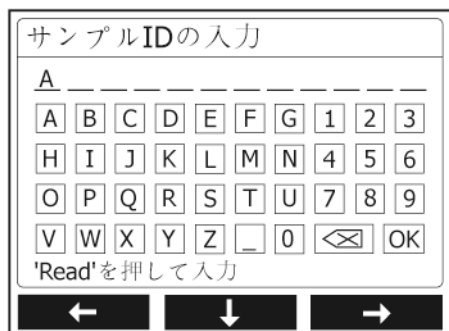 サンプルIDの入力
A _ _ _ _ _ _ _ _ _ _ _
A B C D E F G 1 2 3
H I J K L M N 4 5 6
O P Q R S T U 7 8 9
V W X Y Z _ 0 ⌫ OK
'Read'を押して入力
← ↓ →